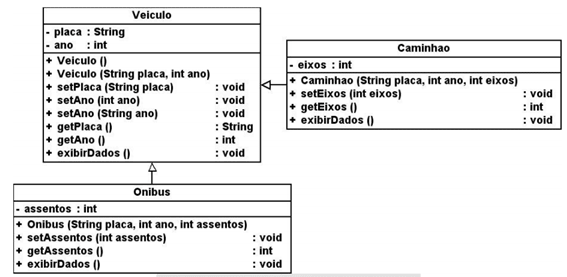 Veiculo
- placa : String
- ano : int
+ Veiculo ()
+ Veiculo (String placa, int ano)
+ setPlaca (String placa) : void
+ setAno (int ano) : void
+ setAno (String ano) : void
+ getPlaca () : String
+ getAno () : int
+ exibirDados () : void
Caminhao
- eixos : int
+ Caminhao (String placa, int ano, int eixos)
+ setEixos (int eixos) : void
+ getEixos () : int
+ exibirDados () : void
Onibus
- assentos : int
+ Onibus (String placa, int ano, int assentos)
+ setAssentos (int assentos) : void
+ getAssentos () : int
+ exibirDados () : void